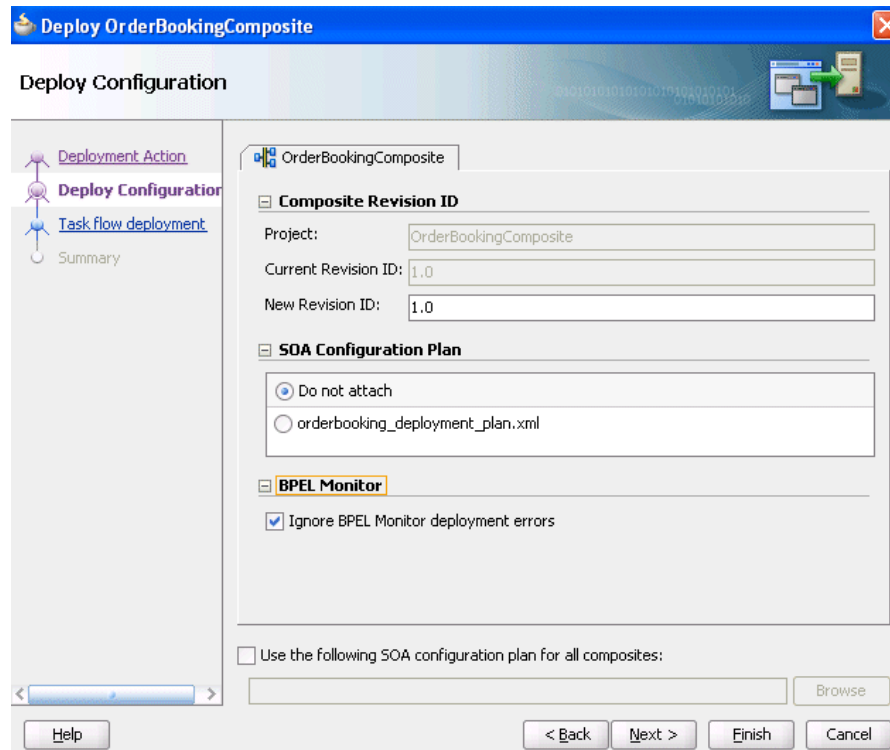 Deploy OrderBookingComposite
Deploy Configuration
Deployment Action
Deploy Configuration
Task flow deployment
Summary
OrderBookingComposite
Composite Revision ID
Project: OrderBookingComposite
Current Revision ID: 1.0
New Revision ID: 1.0
SOA Configuration Plan
Do not attach
orderbooking_deployment_plan.xml
BPEL Monitor
Ignore BPEL Monitor deployment errors
Use the following SOA configuration plan for all composites:
Browse
Help
< Back
Next >
Finish
Cancel